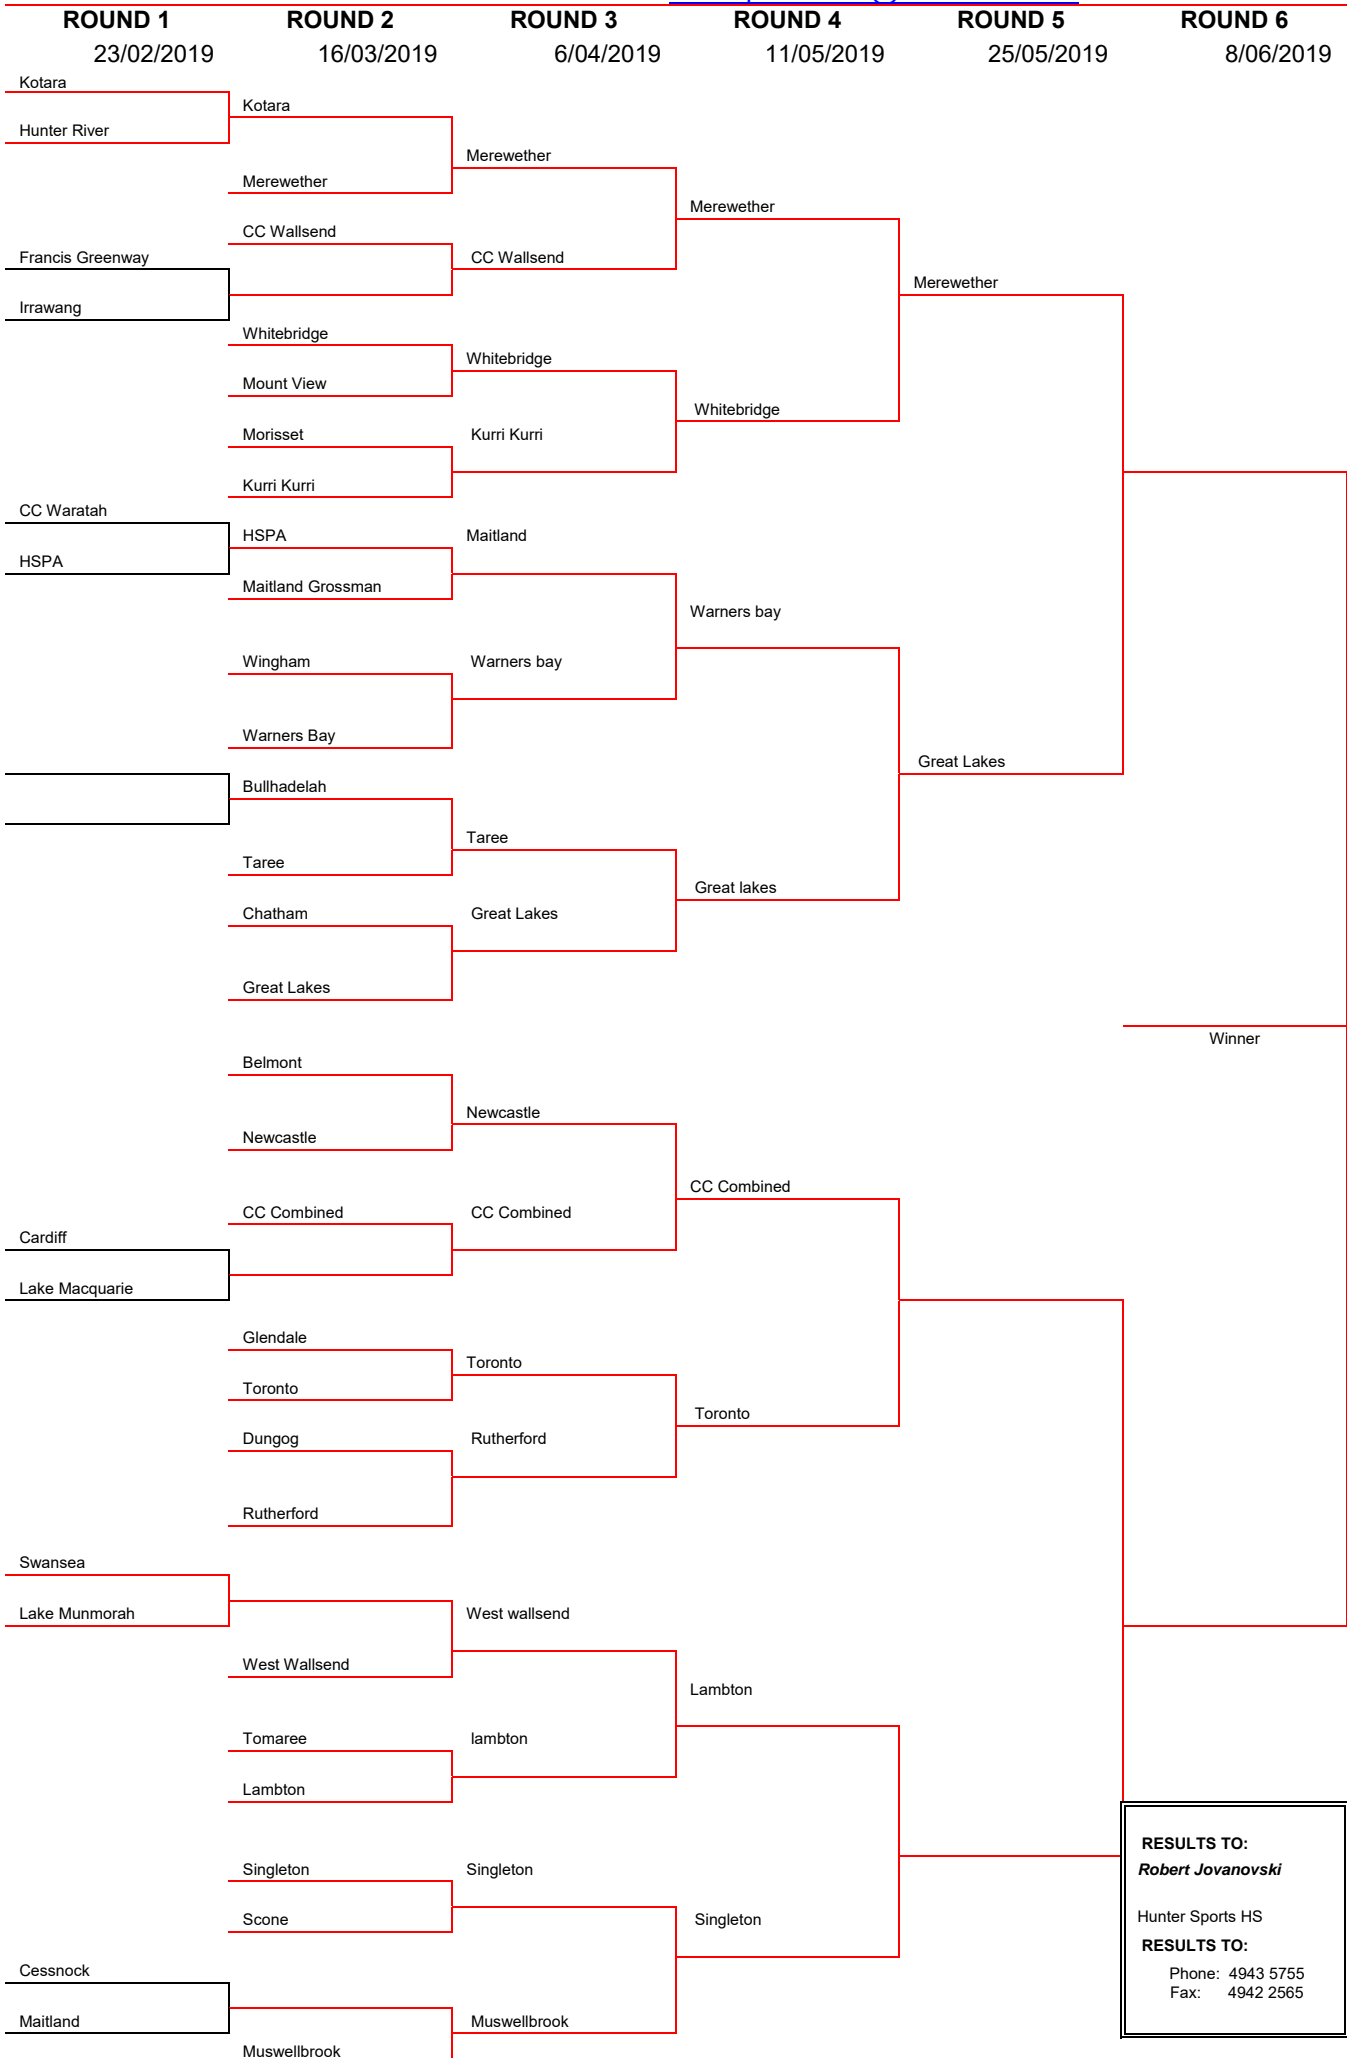 ROUND 1 ROUND 2 ROUND 3 ROUND 4 ROUND 5 ROUND 6
23/02/2019 16/03/2019 6/04/2019 11/05/2019 25/05/2019 8/06/2019
Kotara
Kotara
Hunter River
Merewether
Merewether
Merewether
CC Wallsend
Francis Greenway
CC Wallsend
Merewether
Irrawang
Whitebridge
Whitebridge
Mount View
Whitebridge
Morisset
Kurri Kurri
Kurri Kurri
CC Waratah
HSPA
Maitland
HSPA
Maitland Grossman
Warners bay
Wingham
Warners bay
Warners Bay
Great Lakes
Bullhadelah
Taree
Taree
Great lakes
Chatham
Great Lakes
Great Lakes
Winner
Belmont
Newcastle
Newcastle
CC Combined
CC Combined
CC Combined
Cardiff
Lake Macquarie
Glendale
Toronto
Toronto
Toronto
Dungog
Rutherford
Rutherford
Swansea
Lake Munmorah
West wallsend
West Wallsend
Lambton
Tomaree
lambton
Lambton
RESULTS TO:
Singleton
Singleton
Robert Jovanovski
Scone
Singleton
Hunter Sports HS
RESULTS TO:
Cessnock
Phone: 4943 5755
Fax: 4942 2565
Maitland
Muswellbrook
Muswellbrook